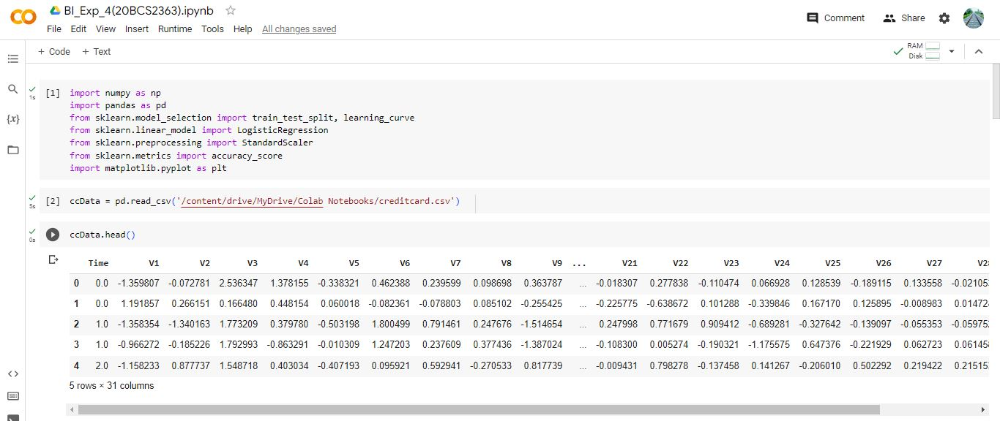 BI_Exp_4(20BCS2363).ipynb
Comment Share
File Edit View Insert Runtime Tools Help All changes saved
+ Code + Text
RAM
Disk
1s
[1] import numpy as np
import pandas as pd
from sklearn.model_selection import train_test_split, learning_curve
from sklearn.linear_model import LogisticRegression
from sklearn.preprocessing import StandardScaler
from sklearn.metrics import accuracy_score
import matplotlib.pyplot as plt
{x}
5s
[2] ccData = pd.read_csv('/content/drive/MyDrive/Colab Notebooks/creditcard.csv')
0s
ccData.head()
Time V1 V2 V3 V4 V5 V6 V7 V8 V9 ... V21 V22 V23 V24 V25 V26 V27 V28
0 0.0 -1.359807 -0.072781 2.536347 1.378155 -0.338321 0.462388 0.239599 0.098698 0.363787 ... -0.018307 0.277838 -0.110474 0.066928 0.128539 -0.189115 0.133558 -0.02105
1 0.0 1.191857 0.266151 0.166480 0.448154 0.060018 -0.082361 -0.078803 0.085102 -0.255425 ... -0.225775 -0.638672 0.101288 -0.339846 0.167170 0.125895 -0.008983 0.01472
2 1.0 -1.358354 -1.340163 1.773209 0.379780 -0.503198 1.800499 0.791461 0.247676 -1.514654 ... 0.247998 0.771679 0.909412 -0.689281 -0.327642 -0.139097 -0.055353 -0.05975
3 1.0 -0.966272 -0.185226 1.792993 -0.863291 -0.010309 1.247203 0.237609 0.377436 -1.387024 ... -0.108300 0.005274 -0.190321 -1.175575 0.647376 -0.221929 0.062723 0.06145
4 2.0 -1.158233 0.877737 1.548718 0.403034 -0.407193 0.095921 0.592941 -0.270533 0.817739 ... -0.009431 0.798278 -0.137458 0.141267 -0.206010 0.502292 0.219422 0.21515
5 rows × 31 columns